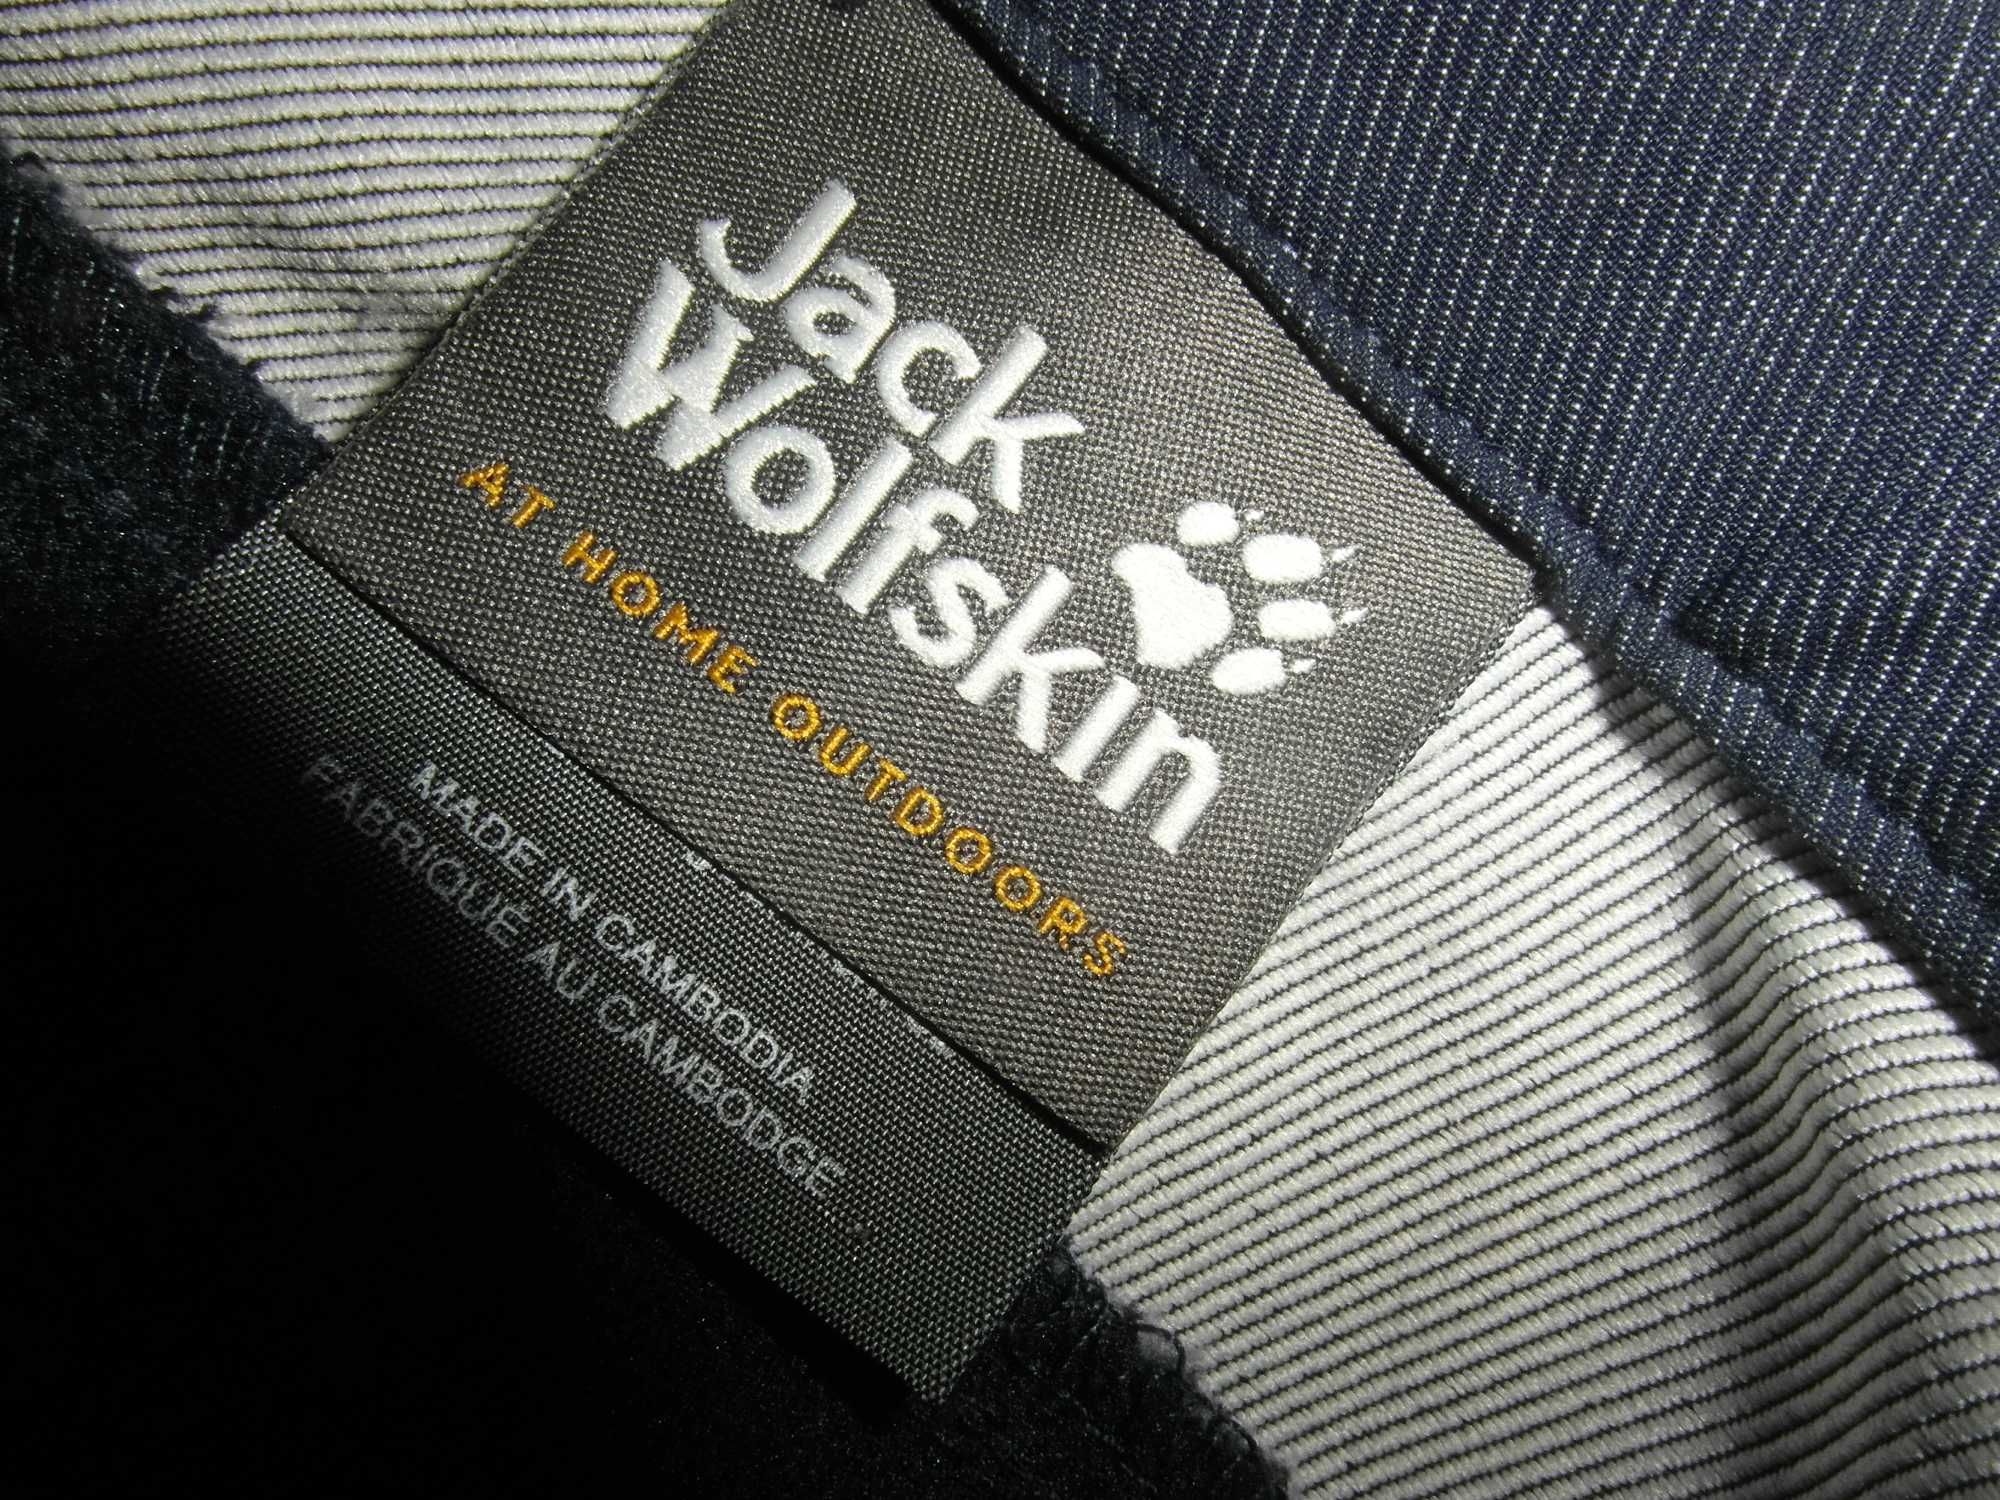 Jack
Wolfskin
AT HOME OUTDOORS
MADE IN CAMBODIA
FABRIQUÉ AU CAMBODGE